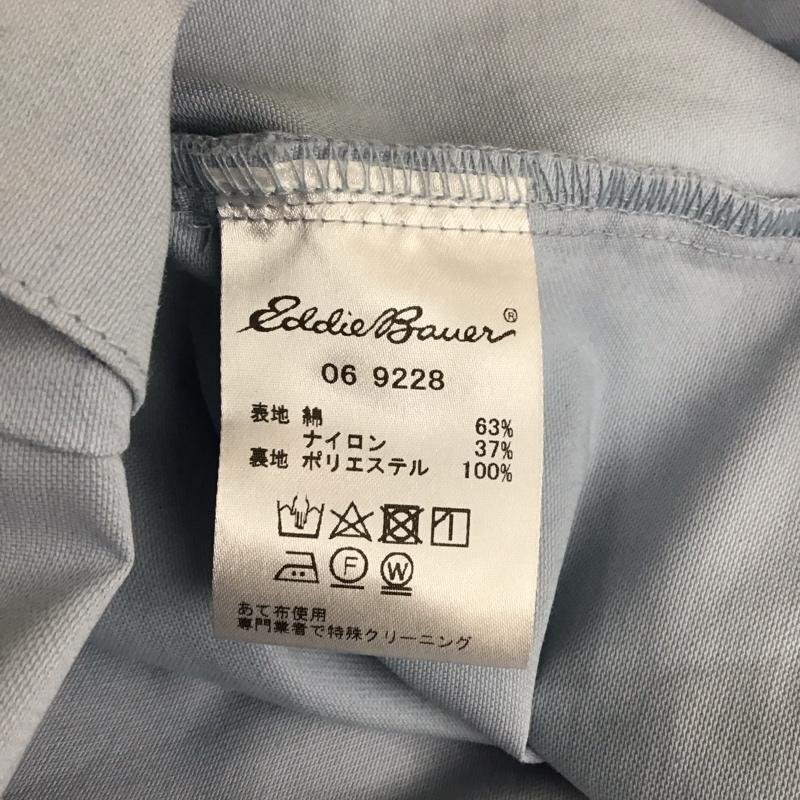 Eddie Bauer®
06 9228
表地 綿 63%
ナイロン 37%
裏地 ポリエステル 100%
F W
あて布使用
専門業者で特殊クリーニング